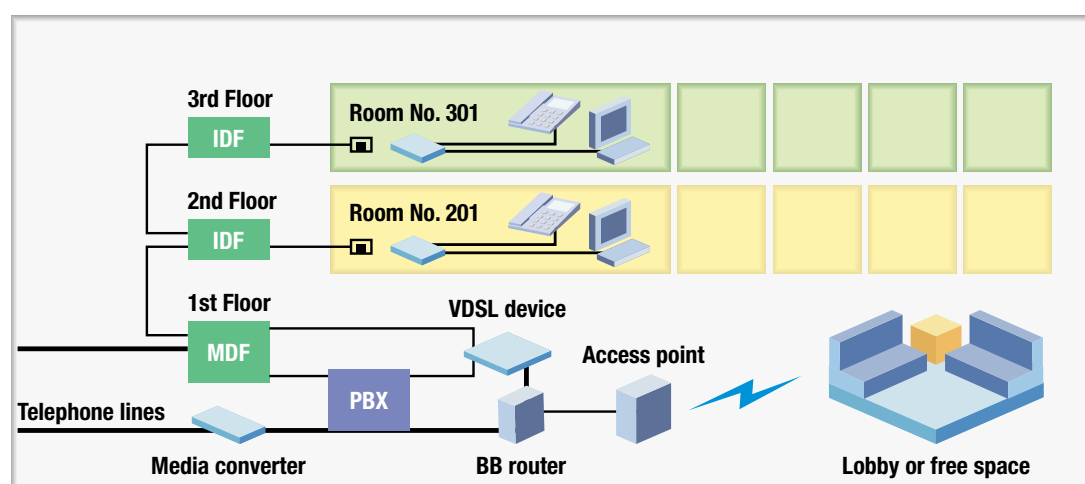 3rd Floor
IDF
Room No. 301
2nd Floor
IDF
Room No. 201
1st Floor
MDF
VDSL device
Access point
PBX
Telephone lines
Media converter
BB router
Lobby or free space